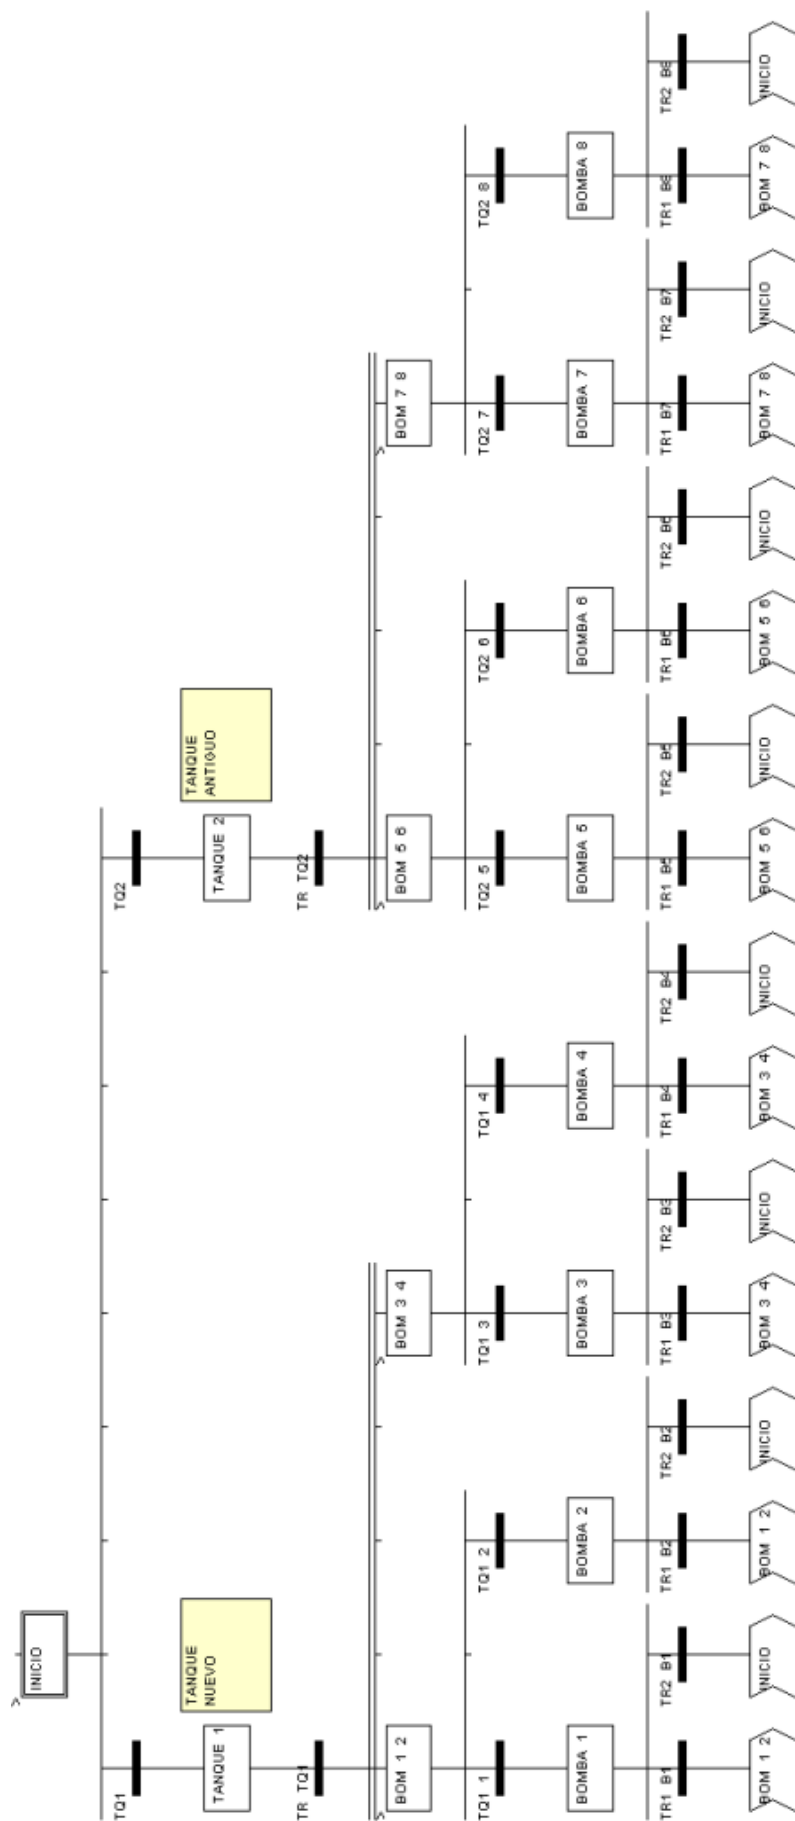 INICIO
TQ1
TQ2
TANQUE 1
TANQUE
NUEVO
TANQUE 2
TANQUE
ANTIGUO
TR TQ1
TR TQ2
BOM 1 2
BOM 3 4
BOM 5 6
BOM 7 8
TQ1 1
TQ1 2
TQ1 3
TQ1 4
TQ2 5
TQ2 6
TQ2 7
TQ2 8
BOMBA 1
BOMBA 2
BOMBA 3
BOMBA 4
BOMBA 5
BOMBA 6
BOMBA 7
BOMBA 8
TR1 B1
TR2 B1
TR1 B2
TR2 B2
TR1 B3
TR2 B3
TR1 B4
TR2 B4
TR1 B5
TR2 B5
TR1 B6
TR2 B6
TR1 B7
TR2 B7
TR1 B8
TR2 B8
BOM 1 2
INICIO
BOM 1 2
INICIO
BOM 3 4
INICIO
BOM 3 4
INICIO
BOM 5 6
INICIO
BOM 5 6
INICIO
BOM 7 8
INICIO
BOM 7 8
INICIO